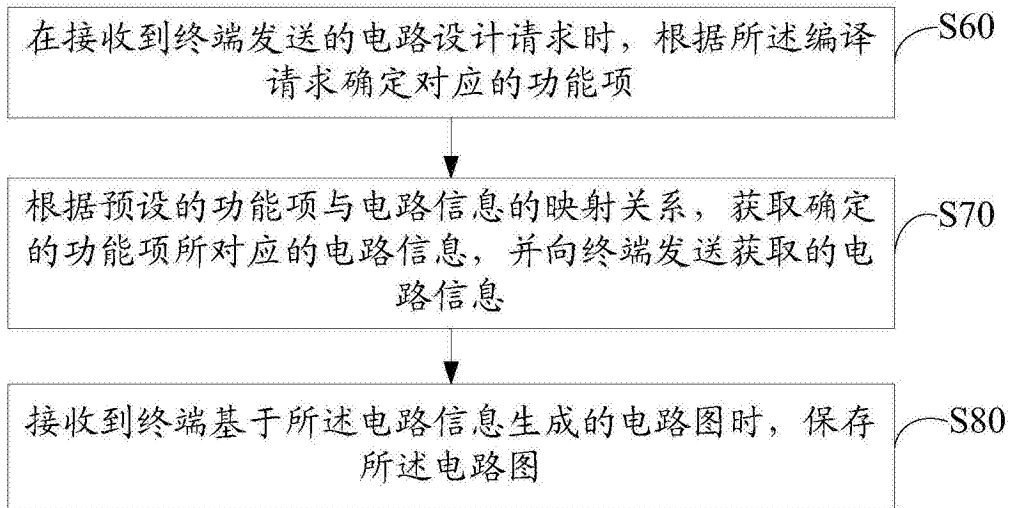 在接收到终端发送的电路设计请求时，根据所述编译
请求确定对应的功能项
S60
根据预设的功能项与电路信息的映射关系，获取确定
的功能项所对应的电路信息，并向终端发送获取的电
路信息
S70
接收到终端基于所述电路信息生成的电路图时，保存
所述电路图
S80